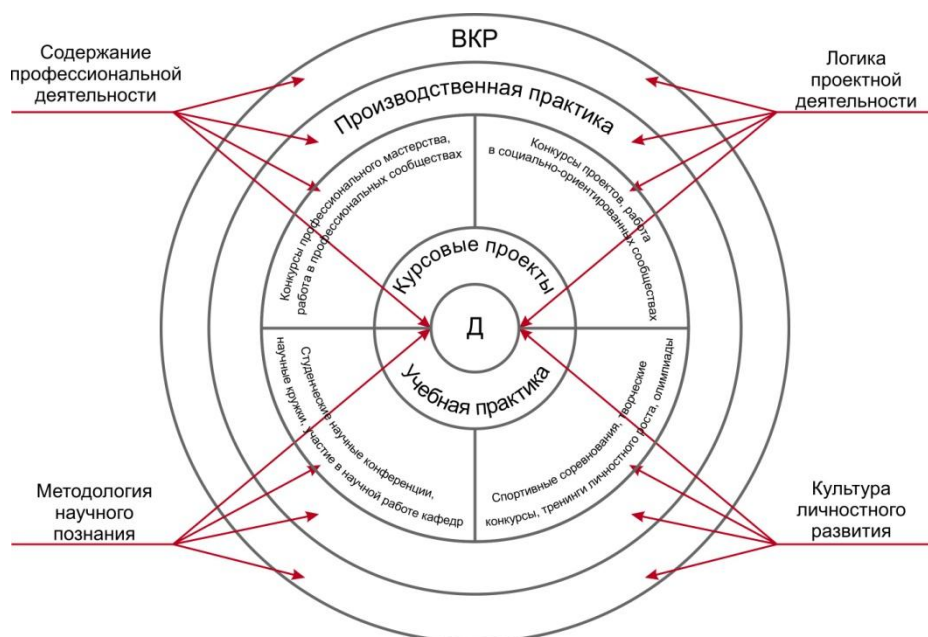 ВКР
Содержание
профессиональной
деятельности
Логика
проектной
деятельности
Производственная практика
Конкурсы профессионального мастерства,
работа в профессиональных сообществах
Конкурсы проектов, работа
в социально-ориентированных сообществах
Курсовые проекты
Д
Учебная практика
Студенческие научные конференции,
научные кружки, участие в научной работе кафедр
Спортивные соревнования, творческие
конкурсы, тренинги личностного роста, олимпиады
Методология
научного
познания
Культура
личностного
развития